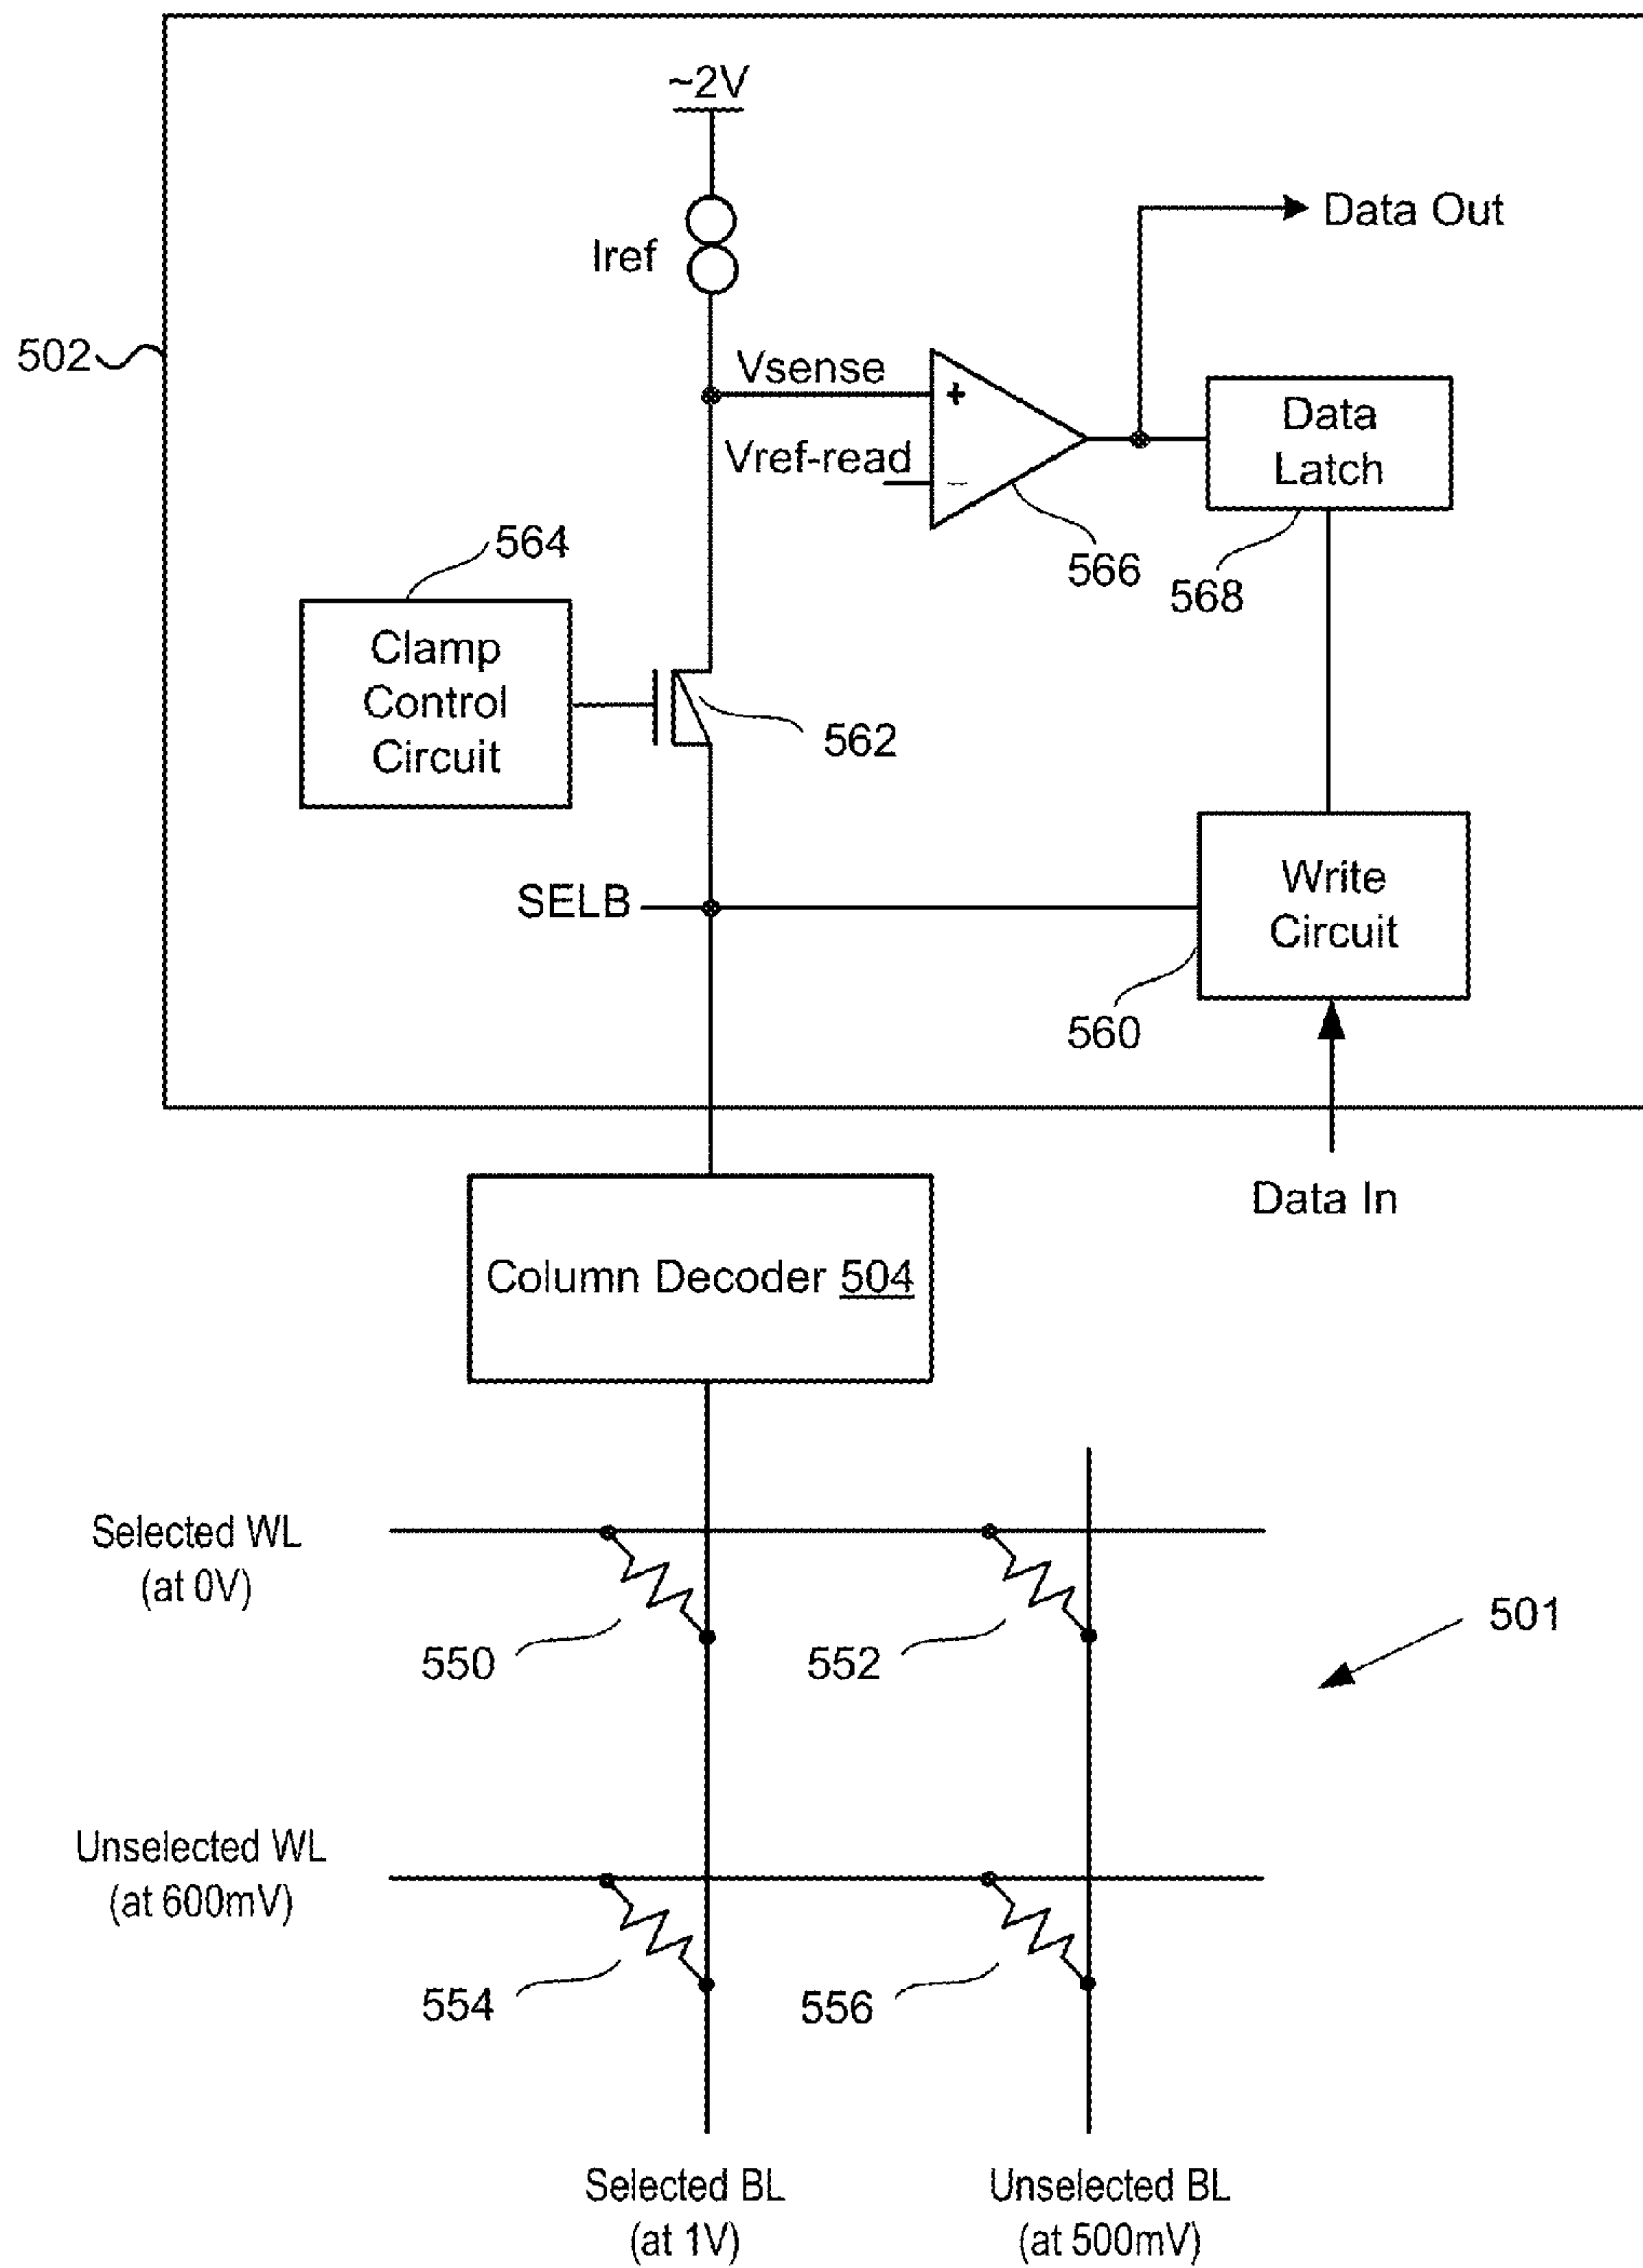 ~2V
Iref
Data Out
502
Vsense
+
Vref-read
−
Data
Latch
566
568
564
Clamp
Control
Circuit
562
SELB
Write
Circuit
560
Data In
Column Decoder 504
Selected WL
(at 0V)
550
552
501
Unselected WL
(at 600mV)
554
556
Selected BL
(at 1V)
Unselected BL
(at 500mV)